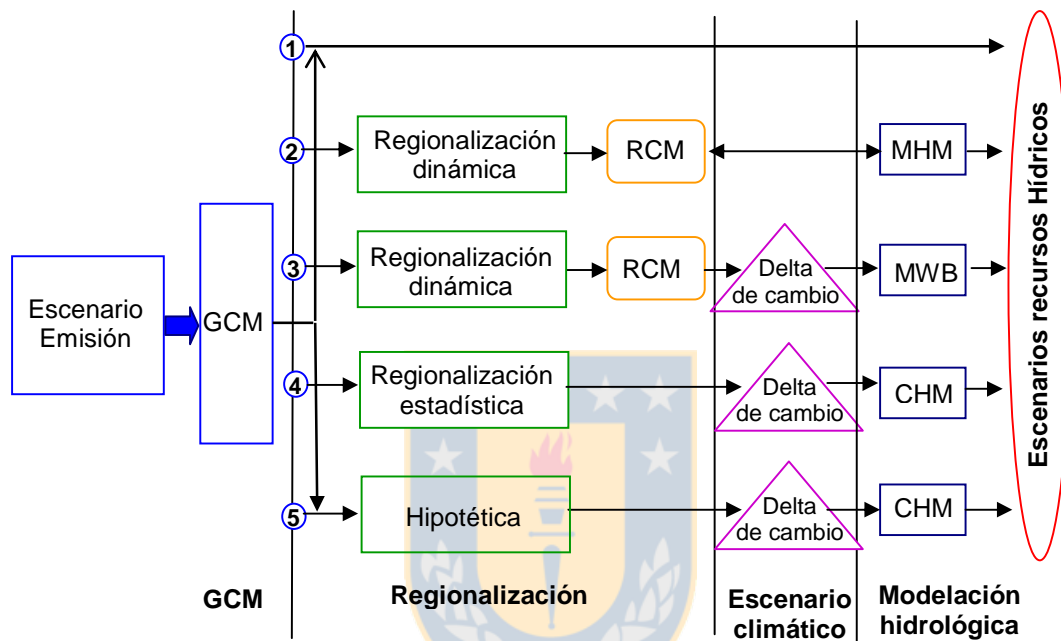 1
2
Regionalización
dinámica
RCM
MHM
3
Regionalización
dinámica
RCM
Delta
de cambio
MWB
Escenario
Emisión
GCM
4
Regionalización
estadística
Delta
de cambio
CHM
5
Hipotética
Delta
de cambio
CHM
Escenarios recursos Hídricos
GCM
Regionalización
Escenario
climático
Modelación
hidrológica